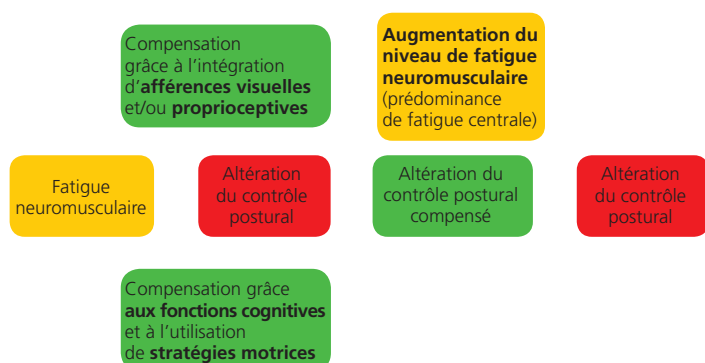 Compensation
grâce à l'intégration
d'afférences visuelles
et/ou proprioceptives
Augmentation du
niveau de fatigue
neuromusculaire
(prédominance
de fatigue centrale)
Fatigue
neuromusculaire
Altération
du contrôle
postural
Altération du
contrôle postural
compensé
Altération
du contrôle
postural
Compensation grâce
aux fonctions cognitives
et à l'utilisation
de stratégies motrices